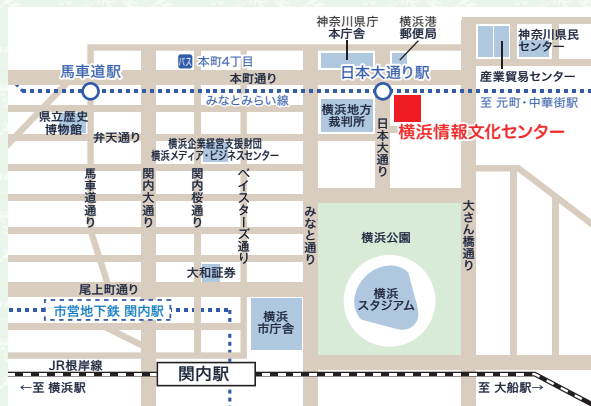 神奈川県庁
本庁舎
横浜港
郵便局
神奈川県民
センター
産業貿易センター
バス 本町4丁目
馬車道駅
本町通り
日本大通り駅
みなとみらい線
至 元町・中華街駅
県立歴史
博物館
弁天通り
横浜地方
裁判所
横浜情報文化センター
日本大通り
横浜企業経営支援財団
横浜メディア・ビジネスセンター
馬車道通り
関内大通り
関内桜通り
ベイスターズ通り
みなと通り
大さん橋通り
横浜公園
大和証券
尾上町通り
横浜
スタジアム
市営地下鉄 関内駅
横浜
市庁舎
JR根岸線
関内駅
←至 横浜駅
至 大船駅→